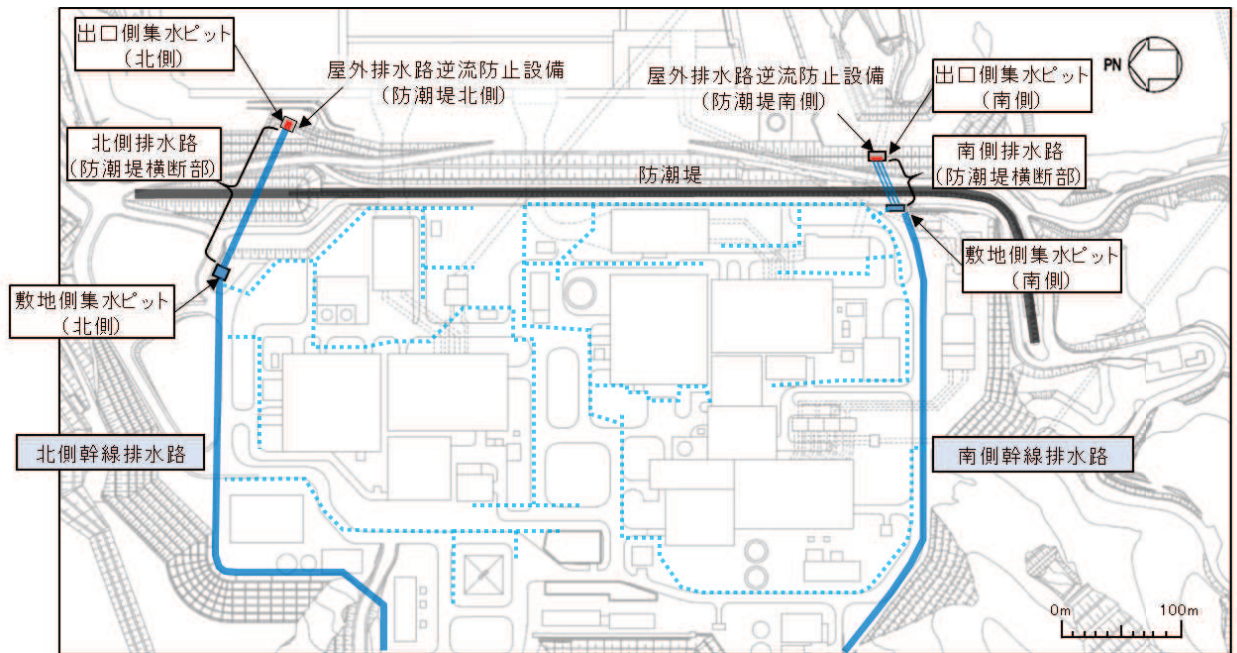 出口側集水ピット
(北側)
屋外排水路逆流防止設備
(防潮堤北側)
屋外排水路逆流防止設備
(防潮堤南側)
出口側集水ピット
(南側)
PN
北側排水路
(防潮堤横断部)
防潮堤
南側排水路
(防潮堤横断部)
敷地側集水ピット
(北側)
敷地側集水ピット
(南側)
北側幹線排水路
南側幹線排水路
0m
100m